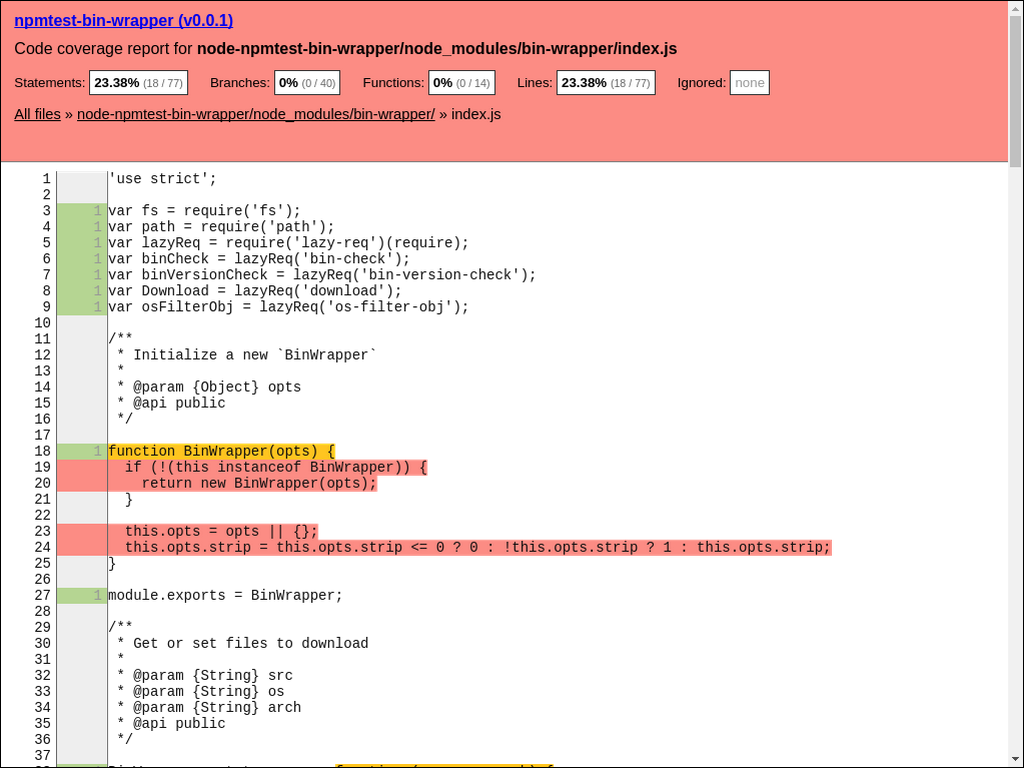 npmtest-bin-wrapper (v0.0.1)
Code coverage report for node-npmtest-bin-wrapper/node_modules/bin-wrapper/index.js
Statements: 23.38% (18 / 77) Branches: 0% (0 / 40) Functions: 0% (0 / 14) Lines: 23.38% (18 / 77) Ignored: none
All files » node-npmtest-bin-wrapper/node_modules/bin-wrapper/ » index.js
1 'use strict';
2
3 1 var fs = require('fs');
4 1 var path = require('path');
5 1 var lazyReq = require('lazy-req')(require);
6 1 var binCheck = lazyReq('bin-check');
7 1 var binVersionCheck = lazyReq('bin-version-check');
8 1 var Download = lazyReq('download');
9 1 var osFilterObj = lazyReq('os-filter-obj');
10
11 /**
12 * Initialize a new `BinWrapper`
13 *
14 * @param {Object} opts
15 * @api public
16 */
17
18 1 function BinWrapper(opts) {
19 if (!(this instanceof BinWrapper)) {
20 return new BinWrapper(opts);
21 }
22
23 this.opts = opts || {};
24 this.opts.strip = this.opts.strip <= 0 ? 0 : !this.opts.strip ? 1 : this.opts.strip;
25 }
26
27 1 module.exports = BinWrapper;
28
29 /**
30 * Get or set files to download
31 *
32 * @param {String} src
33 * @param {String} os
34 * @param {String} arch
35 * @api public
36 */
37